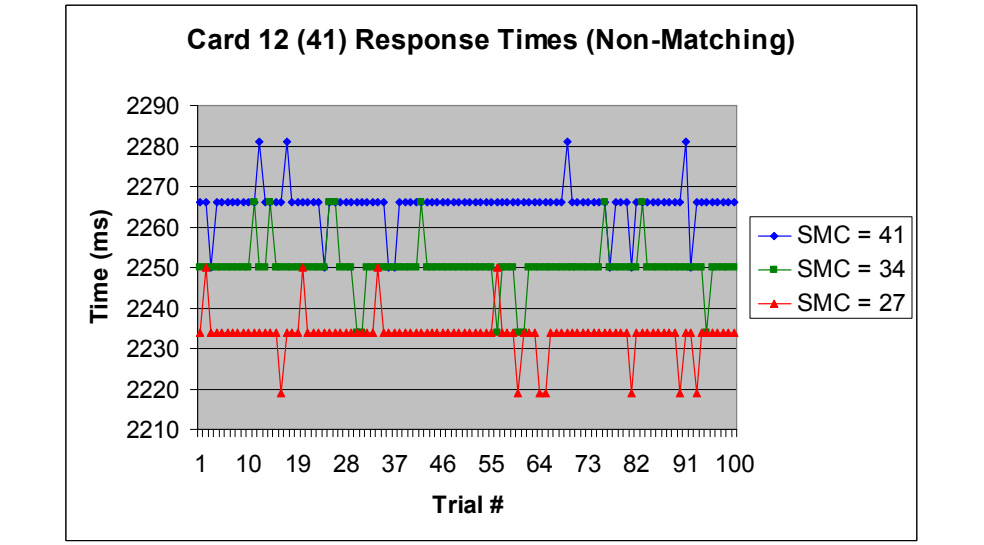 Card 12 (41) Response Times (Non-Matching)
2290
2280
2270
2260
2250
2240
2230
2220
2210
Time (ms)
1 10 19 28 37 46 55 64 73 82 91 100
Trial #
SMC = 41
SMC = 34
SMC = 27